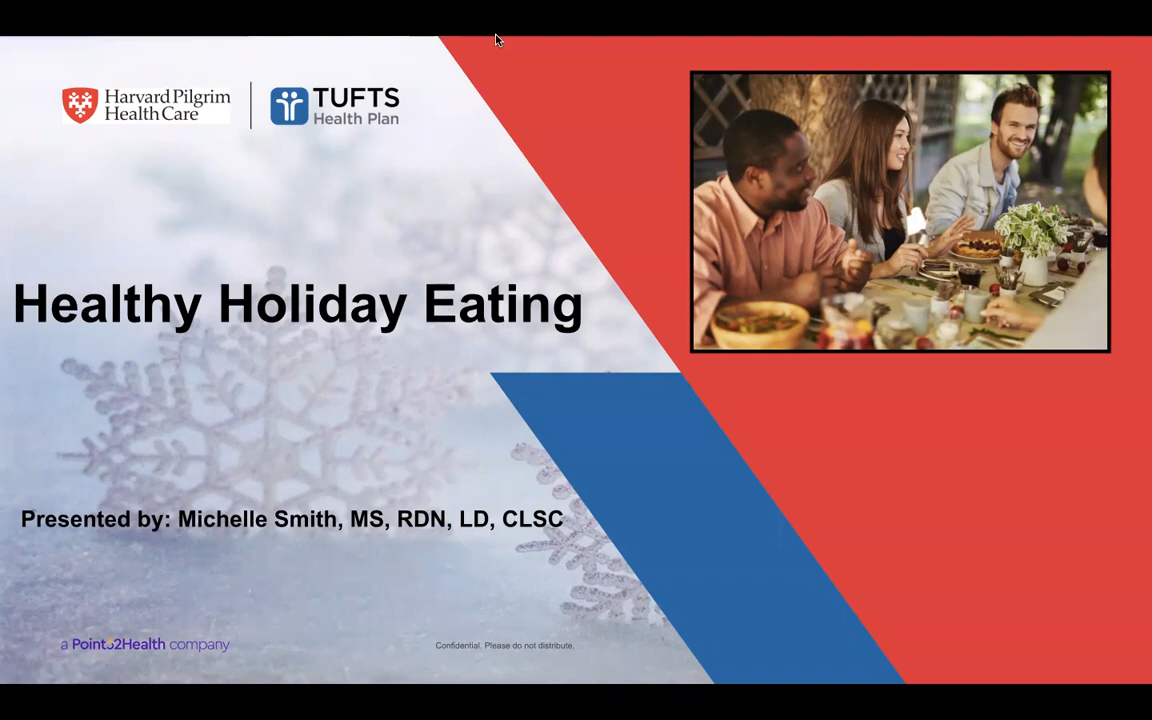 Harvard Pilgrim
Health Care
TUFTS
Health Plan
Healthy Holiday Eating
Presented by: Michelle Smith, MS, RDN, LD, CLSC
a Point32Health company
Confidential. Please do not distribute.